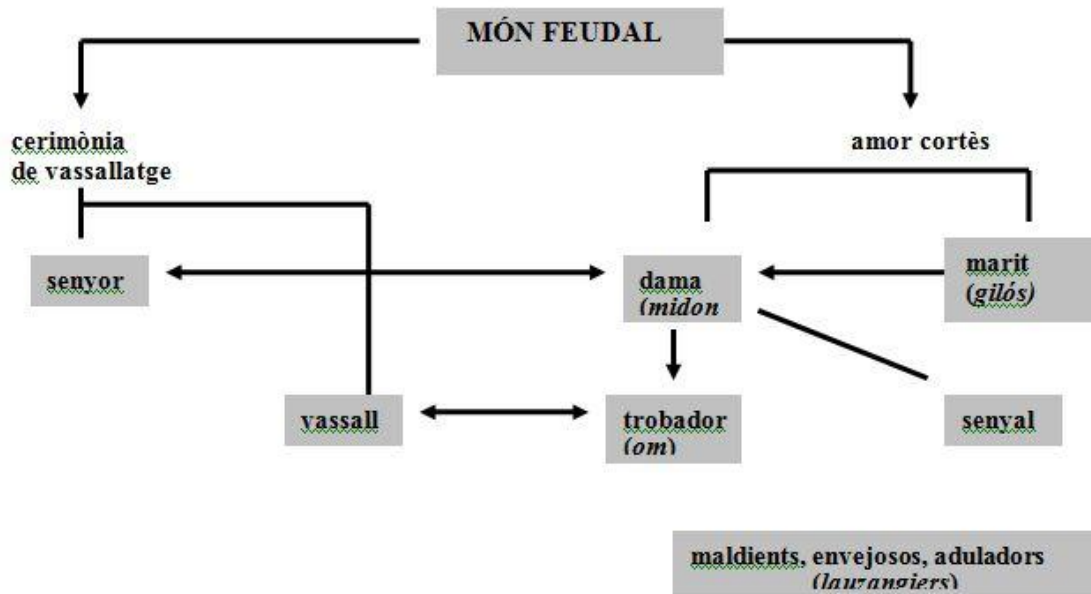 MÓN FEUDAL
cerimònia
de vassallatge
amor cortès
senyor
dama
(midon
marit
(gilós)
vassall
trobador
(om)
senyal
maldients, envejosos, aduladors
(lauzangiers)